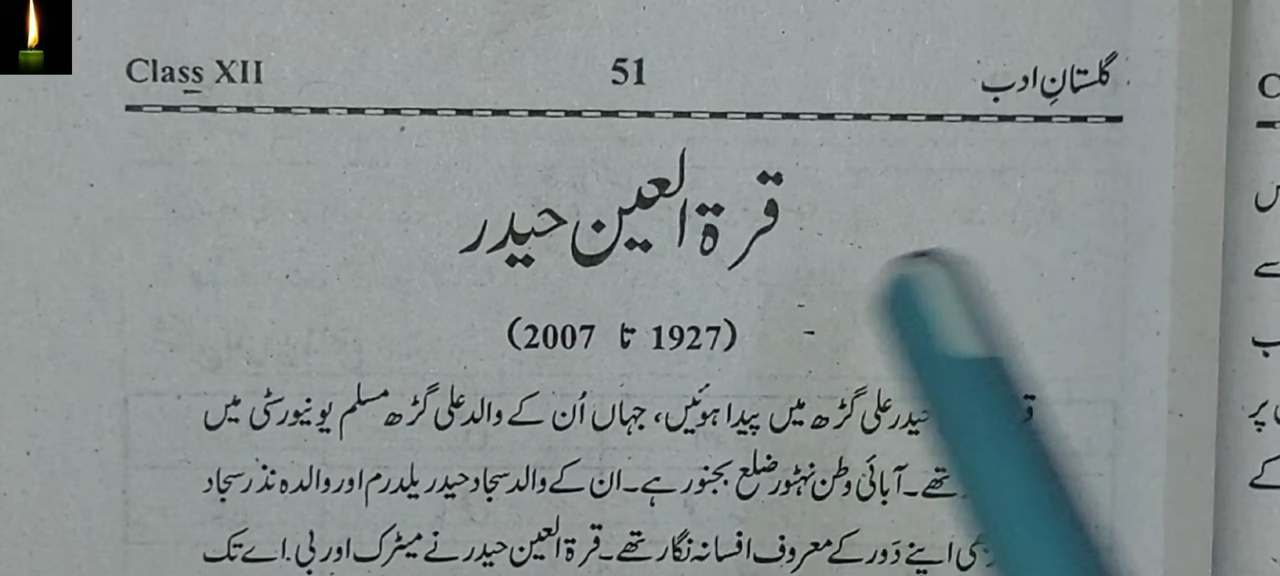 Class XII 51 گلستانِ ادب
قرۃ العین حیدر
(1927 تا 2007)
حیدر علی گڑھ میں پیدا ہوئیں، جہاں اُن کے والد علی گڑھ مسلم یونیورسٹی میں
تھے۔ آبائی وطن نہٹور ضلع بجنور ہے۔ ان کے والد سجاد حیدر یلدرم اور والدہ نذر سجاد
اپنے دَور کے معروف افسانہ نگار تھے۔ قرۃ العین حیدر نے میٹرک اور بی.اے تک